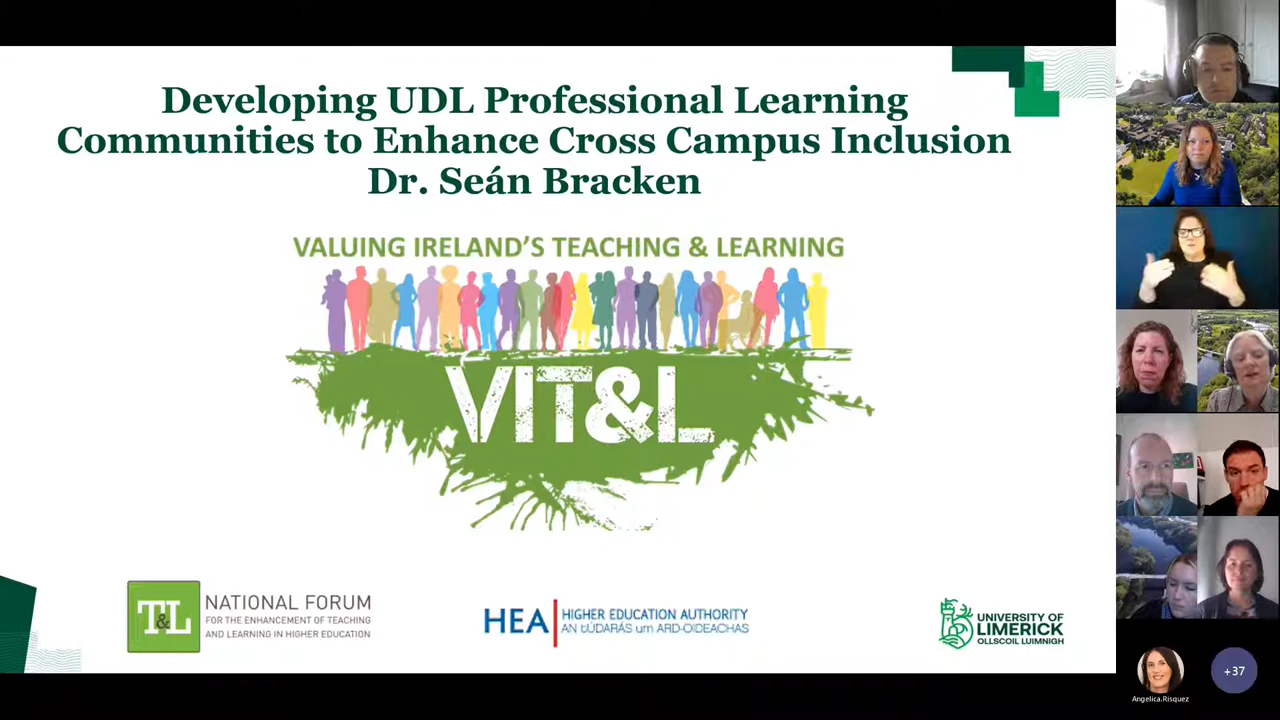 Developing UDL Professional Learning
Communities to Enhance Cross Campus Inclusion
Dr. Seán Bracken
VALUING IRELAND'S TEACHING & LEARNING
VIT&L
T&L
NATIONAL FORUM
FOR THE ENHANCEMENT OF TEACHING
AND LEARNING IN HIGHER EDUCATION
HEA
HIGHER EDUCATION AUTHORITY
AN tÚDARÁS um ARD-OIDEACHAS
UNIVERSITY OF
LIMERICK
OLLSCOIL LUIMNIGH
Angelica.Risquez
+37